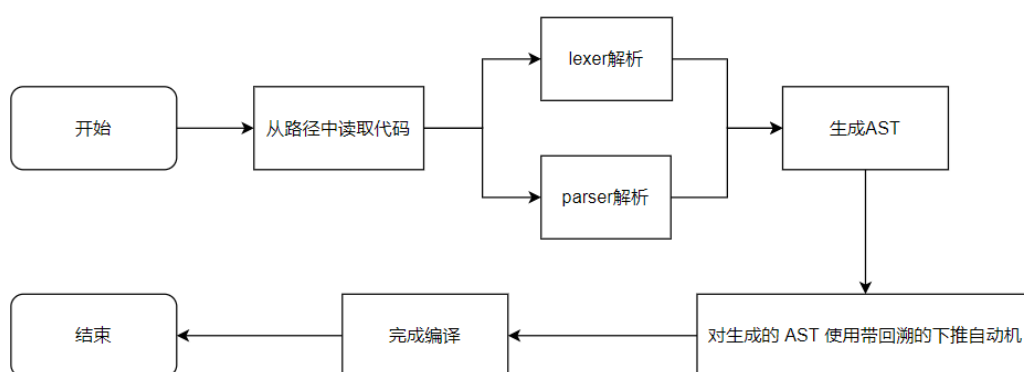 开始
从路径中读取代码
lexer解析
parser解析
生成AST
对生成的 AST 使用带回溯的下推自动机
完成编译
结束